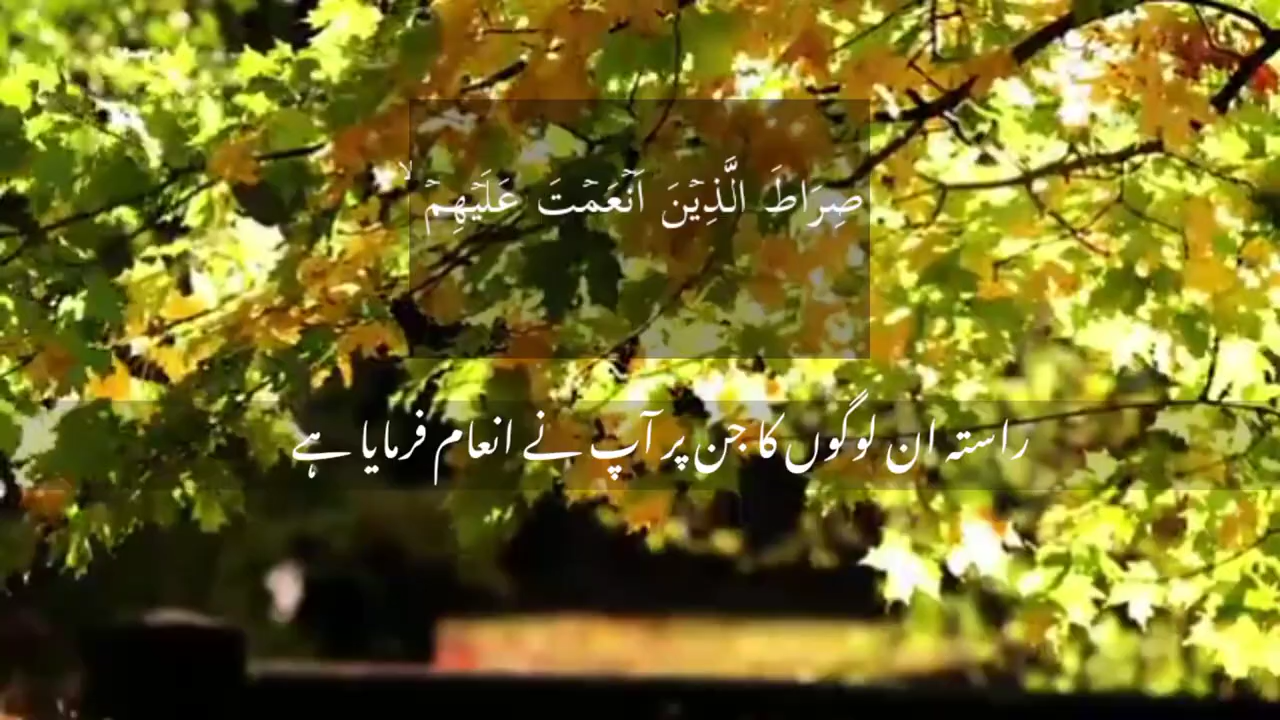 صِرَاطَ الَّذِیۡنَ اَنۡعَمۡتَ عَلَیۡهِمۡ ۙ
راستہ ان لوگوں کا جن پر آپ نے انعام فرمایا ہے